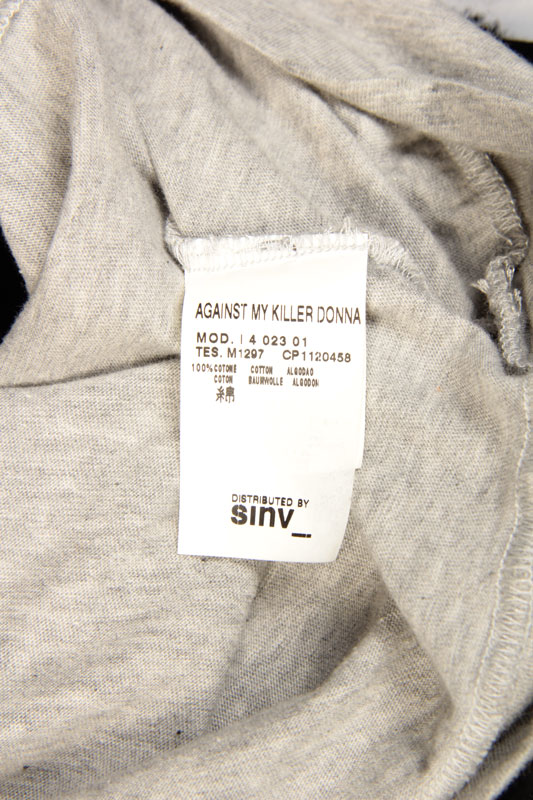 AGAINST MY KILLER DONNA
MOD. I 4 023 01
TES. M1297 CP1120458
100%COTONE COTTON ALGODAO
COTON BAUMWOLLE ALGODON
綿
DISTRIBUTED BY
sinv_